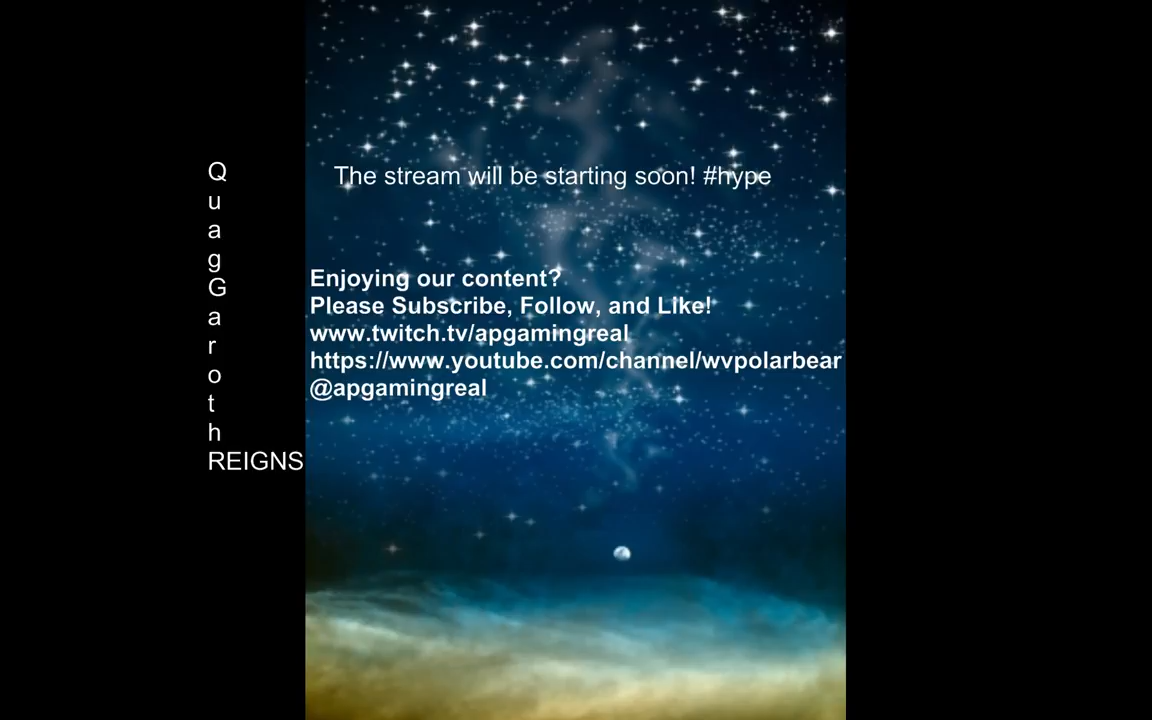 Q
u
a
g
G
a
r
o
t
h
REIGNS
The stream will be starting soon! #hype
Enjoying our content?
Please Subscribe, Follow, and Like!
www.twitch.tv/apgamingreal
https://www.youtube.com/channel/wvpolarbear
@apgamingreal